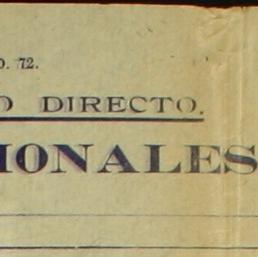 O. 72.
O DIRECTO.
IONALES